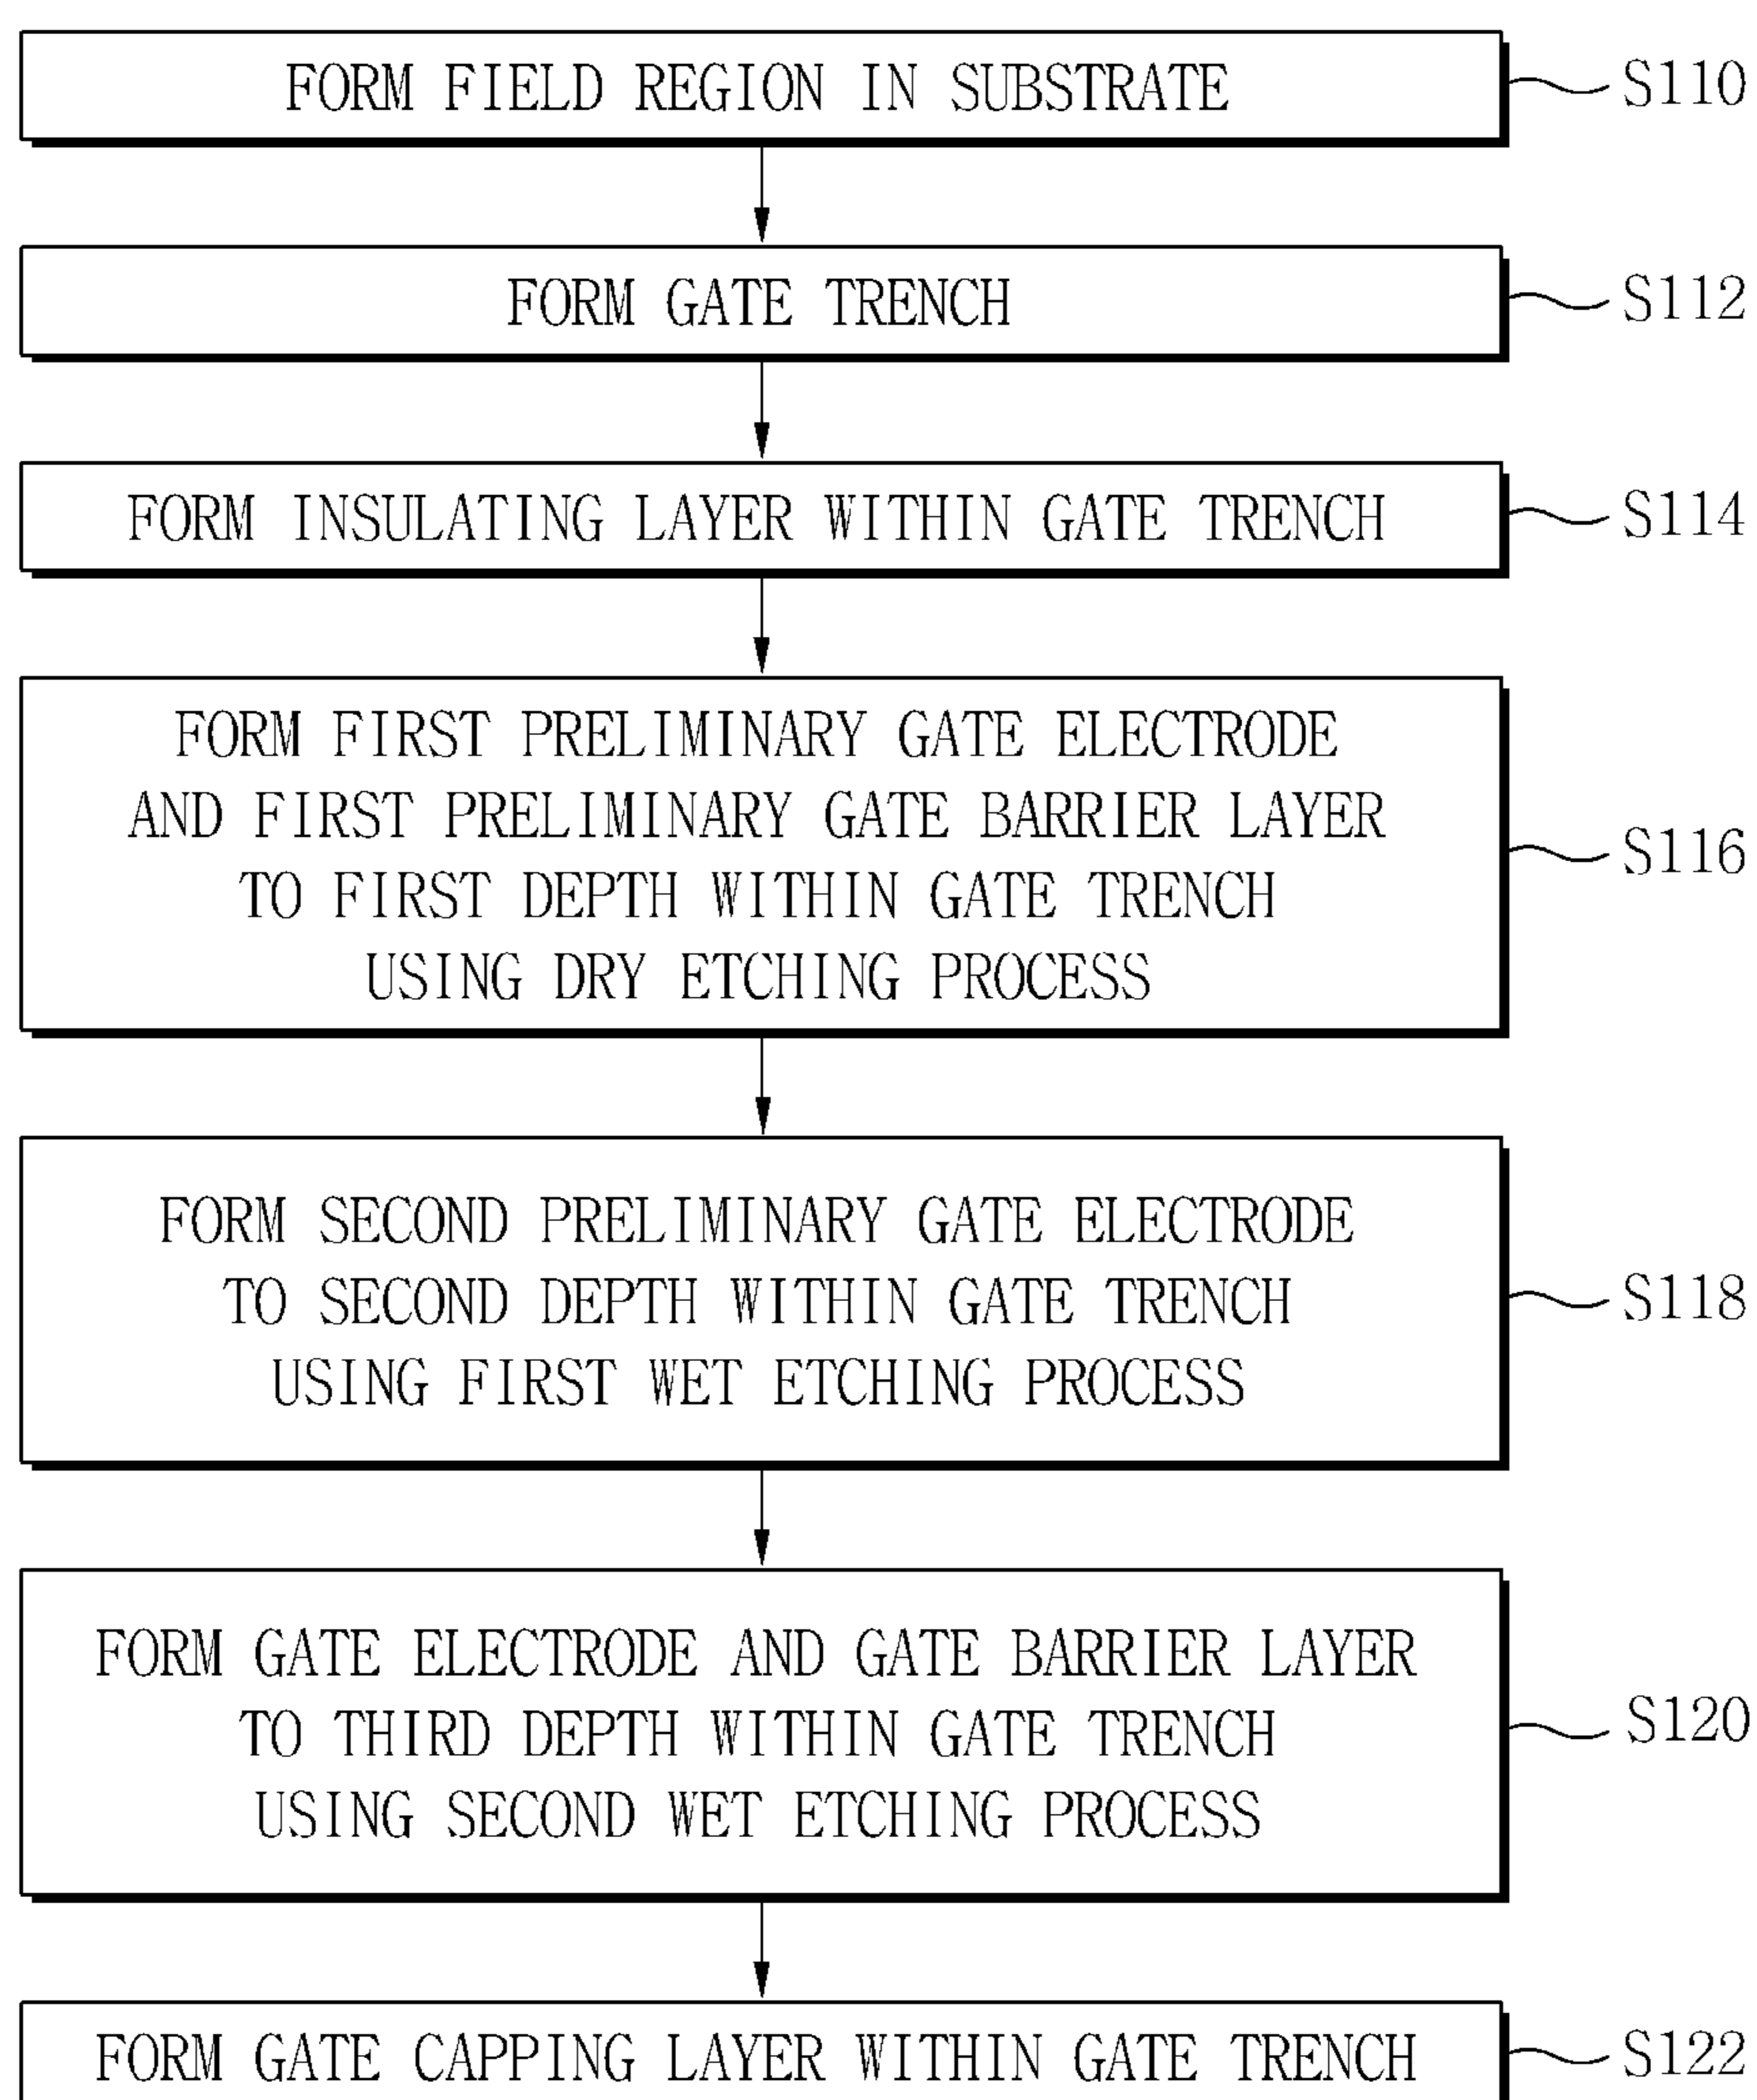 FORM FIELD REGION IN SUBSTRATE
S110
FORM GATE TRENCH
S112
FORM INSULATING LAYER WITHIN GATE TRENCH
S114
FORM FIRST PRELIMINARY GATE ELECTRODE
AND FIRST PRELIMINARY GATE BARRIER LAYER
TO FIRST DEPTH WITHIN GATE TRENCH
USING DRY ETCHING PROCESS
S116
FORM SECOND PRELIMINARY GATE ELECTRODE
TO SECOND DEPTH WITHIN GATE TRENCH
USING FIRST WET ETCHING PROCESS
S118
FORM GATE ELECTRODE AND GATE BARRIER LAYER
TO THIRD DEPTH WITHIN GATE TRENCH
USING SECOND WET ETCHING PROCESS
S120
FORM GATE CAPPING LAYER WITHIN GATE TRENCH
S122